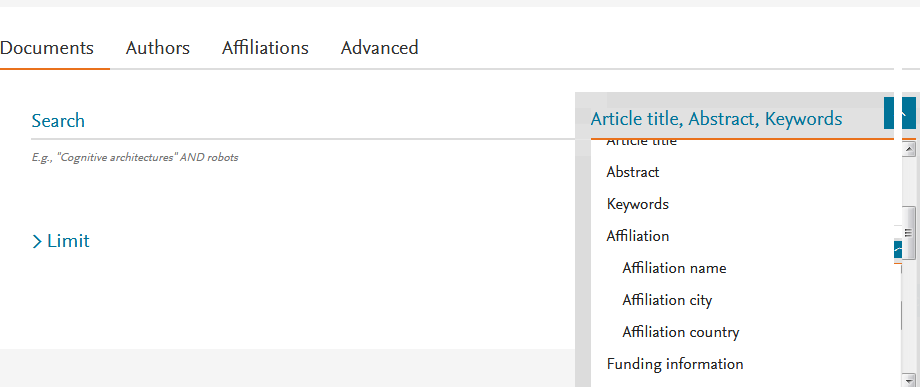 Documents Authors Affiliations Advanced
Search
Article title, Abstract, Keywords
E.g., "Cognitive architectures" AND robots
Limit
Article title
Abstract
Keywords
Affiliation
Affiliation name
Affiliation city
Affiliation country
Funding information